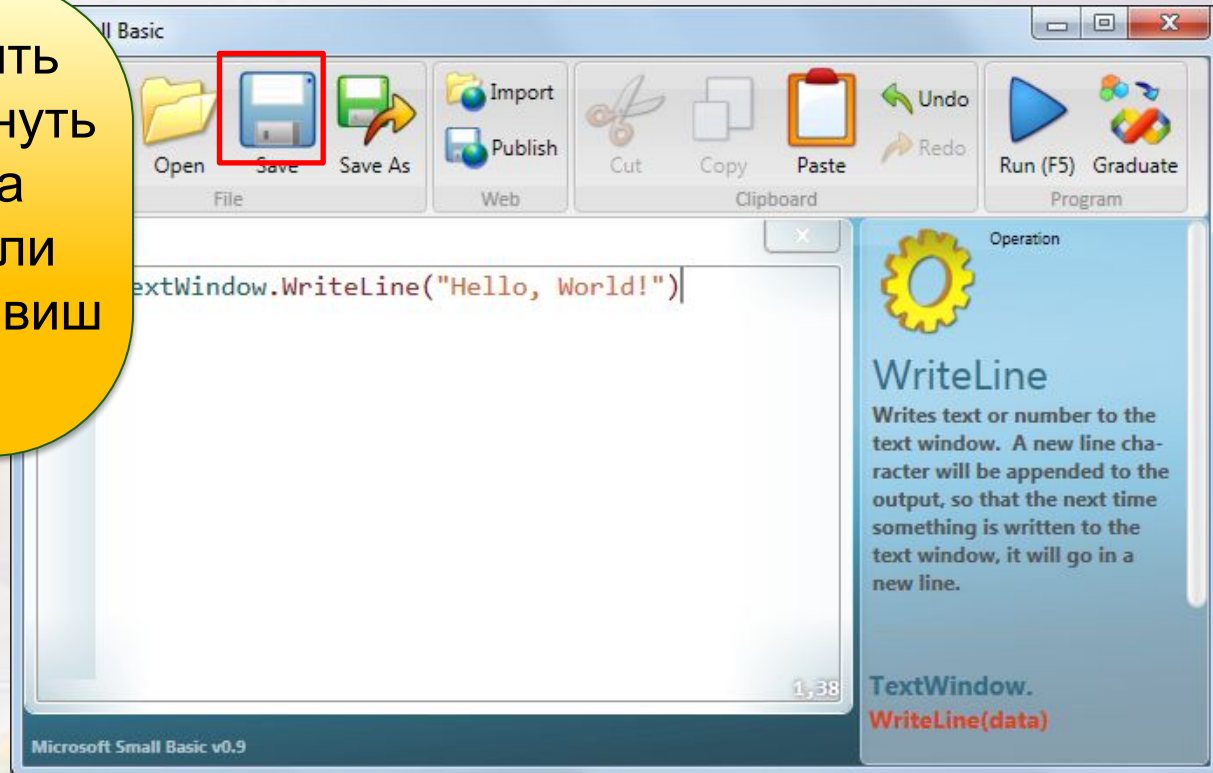 ить
нуть
а
ли
виш
ll Basic
Open
Save
Save As
File
Import
Publish
Web
Cut
Copy
Paste
Clipboard
Undo
Redo
Run (F5)
Graduate
Program
extWindow.WriteLine("Hello, World!")
1,38
Microsoft Small Basic v0.9
Operation
WriteLine
Writes text or number to the
text window. A new line cha-
racter will be appended to the
output, so that the next time
something is written to the
text window, it will go in a
new line.
TextWindow.
WriteLine(data)